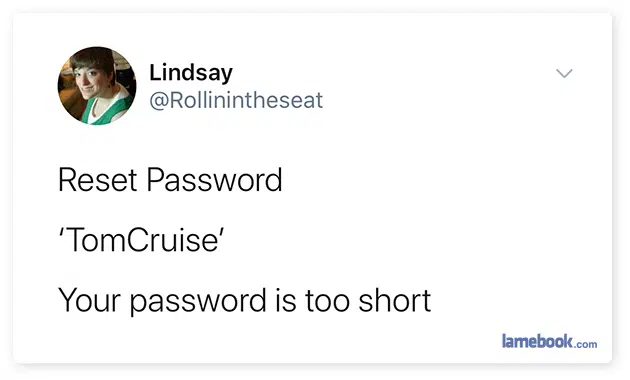 Lindsay
@Rollinintheseat
Reset Password
‘TomCruise’
Your password is too short
lamebook.com